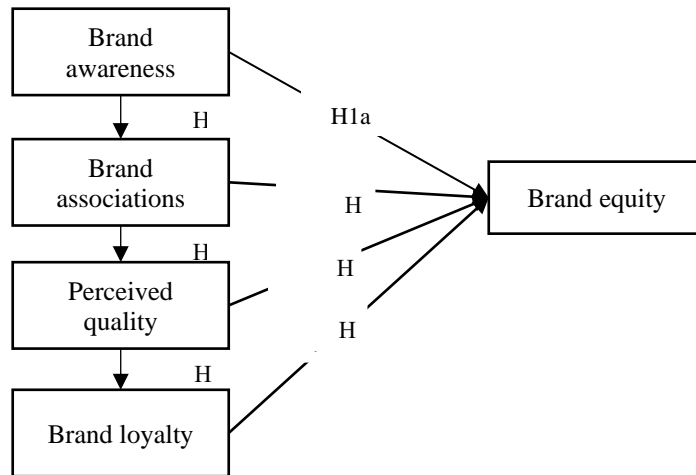 Brand
awareness
H1a
H
Brand
associations
H
Brand equity
H
Perceived
quality
H
H
H
Brand loyalty